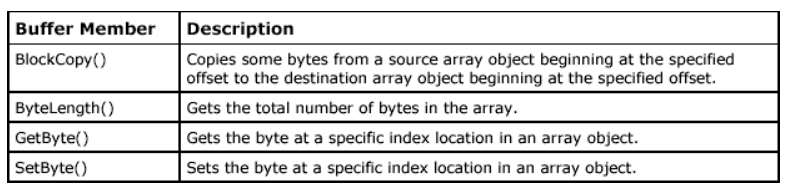 Buffer Member Description
BlockCopy() Copies some bytes from a source array object beginning at the specified
offset to the destination array object beginning at the specified offset.
ByteLength() Gets the total number of bytes in the array.
GetByte() Gets the byte at a specific index location in an array object.
SetByte() Sets the byte at a specific index location in an array object.